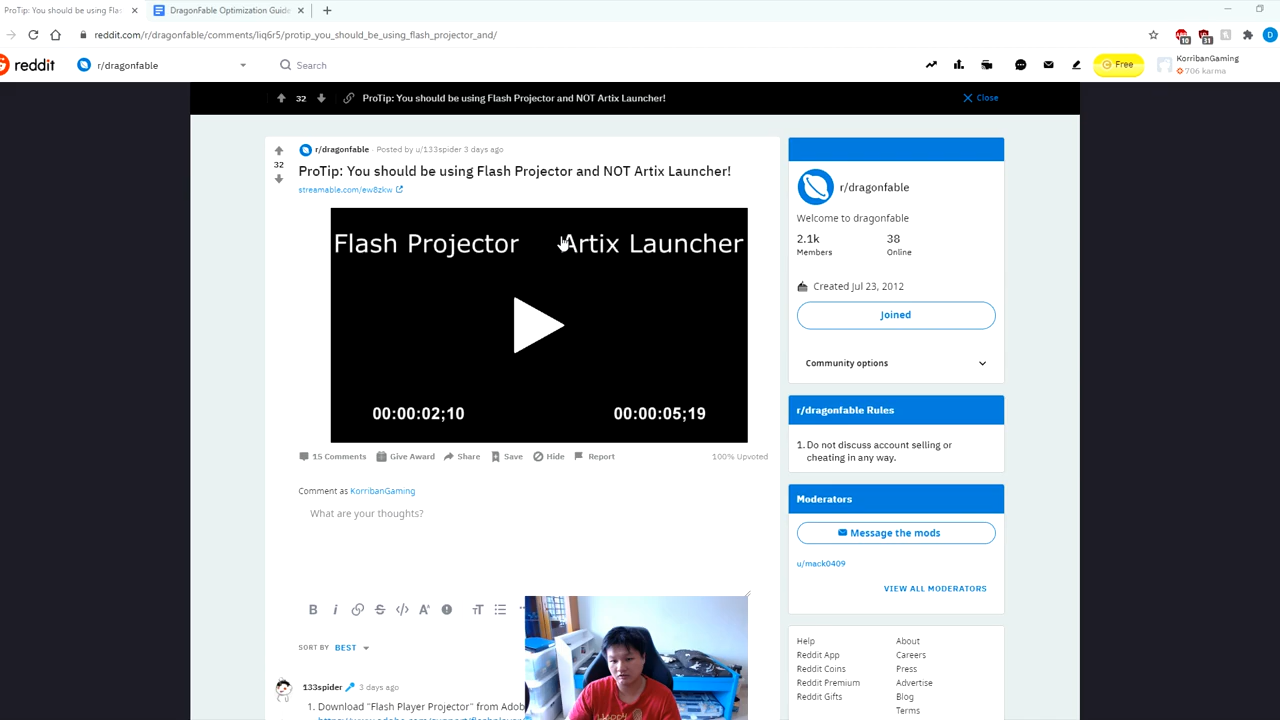 ProTip: You should be using Flas
DragonFable Optimization Guide
reddit.com/r/dragonfable/comments/liq6r5/protip_you_should_be_using_flash_projector_and/
10
31
D
reddit
r/dragonfable
Search
Free
KorribanGaming
706 karma
32
ProTip: You should be using Flash Projector and NOT Artix Launcher!
Close
32
r/dragonfable · Posted by u/133spider 3 days ago
ProTip: You should be using Flash Projector and NOT Artix Launcher!
streamable.com/ew8zkw
Flash Projector
Artix Launcher
00:00:02;10
00:00:05;19
15 Comments
Give Award
Share
Save
Hide
Report
100% Upvoted
Comment as KorribanGaming
What are your thoughts?
SORT BY BEST
133spider
3 days ago
1. Download "Flash Player Projector" from Adob
r/dragonfable
Welcome to dragonfable
2.1k
38
Members
Online
Created Jul 23, 2012
Joined
Community options
r/dragonfable Rules
1. Do not discuss account selling or
cheating in any way.
Moderators
Message the mods
u/mack0409
VIEW ALL MODERATORS
Help
About
Reddit App
Careers
Reddit Coins
Press
Reddit Premium
Advertise
Reddit Gifts
Blog
Terms